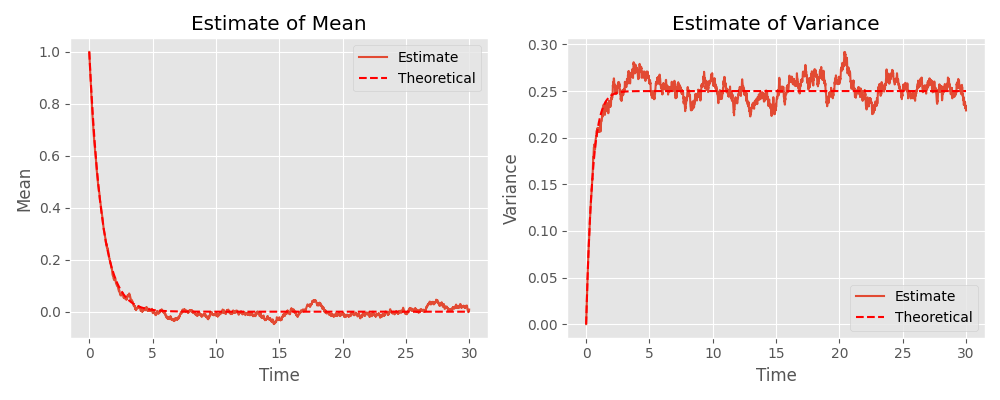 Estimate of Mean
Estimate
Theoretical
1.0
0.8
0.6
0.4
0.2
0.0
Mean
0
5
10
15
20
25
30
Time
Estimate of Variance
0.30
0.25
0.20
0.15
0.10
0.05
0.00
Variance
Estimate
Theoretical
0
5
10
15
20
25
30
Time